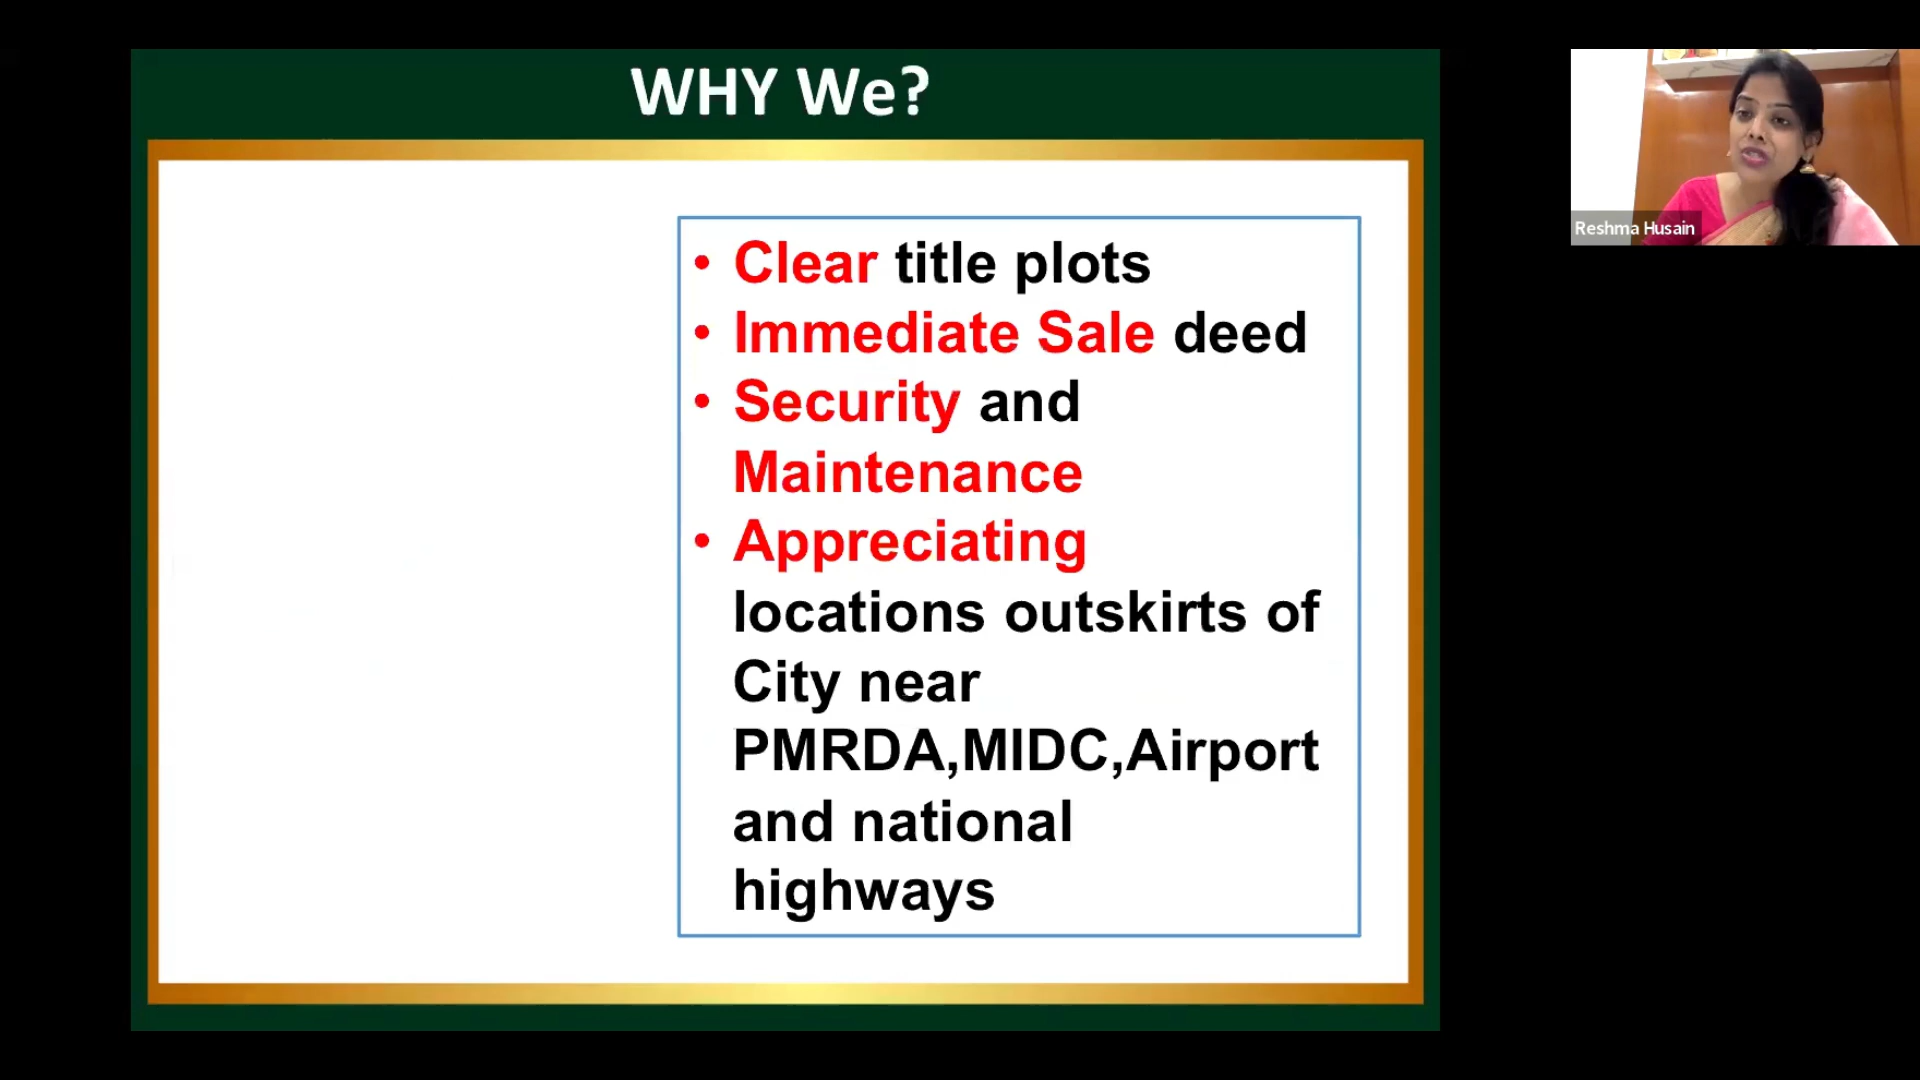 WHY We?
• Clear title plots
• Immediate Sale deed
• Security and
Maintenance
• Appreciating
locations outskirts of
City near
PMRDA,MIDC,Airport
and national
highways
Reshma Husain